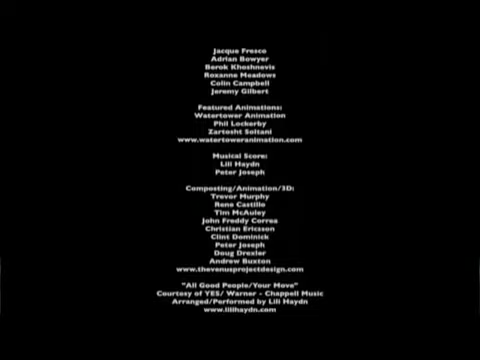 Jacque Fresco
Adrian Bowyer
Berok Khoshnevis
Roxanne Meadows
Colin Campbell
Jeremy Gilbert
Featured Animations:
Watertower Animation
Phil Lockerby
Zartosht Soltani
www.watertoweranimation.com
Musical Score:
Lili Haydn
Peter Joseph
Composting/Animation/3D:
Trevor Murphy
Rene Castillo
Tim McAuley
John Freddy Correa
Christian Ericsson
Clint Dominick
Peter Joseph
Doug Drexler
Andrew Buxton
www.thevenusprojectdesign.com
"All Good People/Your Move"
Courtesy of YES/ Warner - Chappell Music
Arranged/Performed by Lili Haydn
www.lilihaydn.com